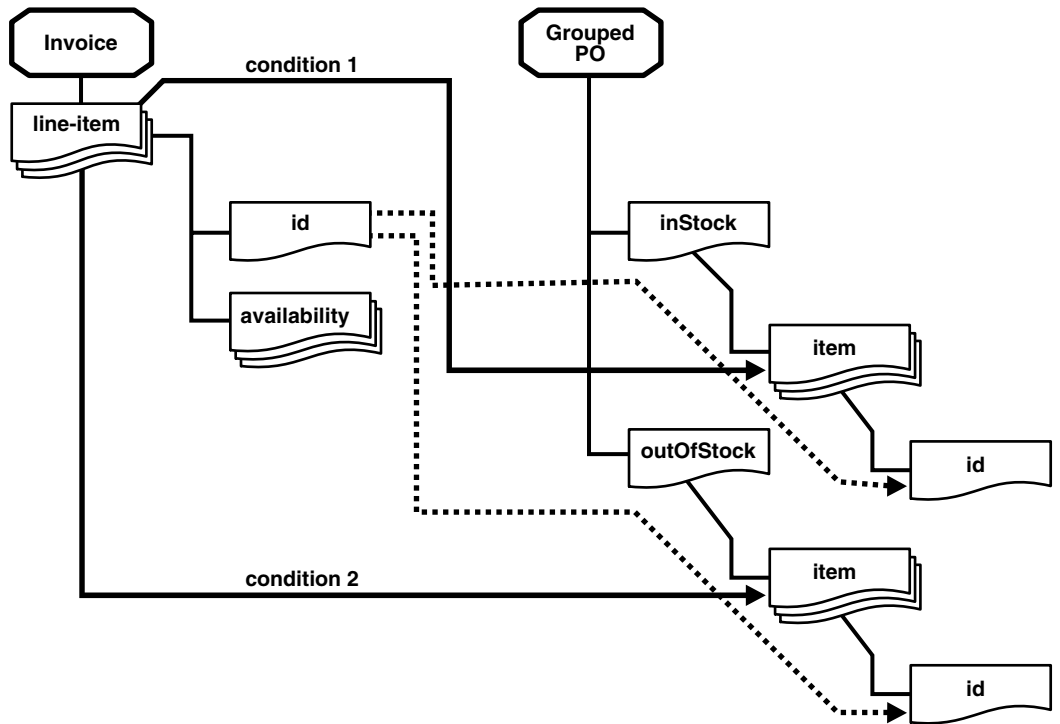 Invoice
Grouped
PO
condition 1
line-item
id
inStock
availability
item
outOfStock
id
item
condition 2
id